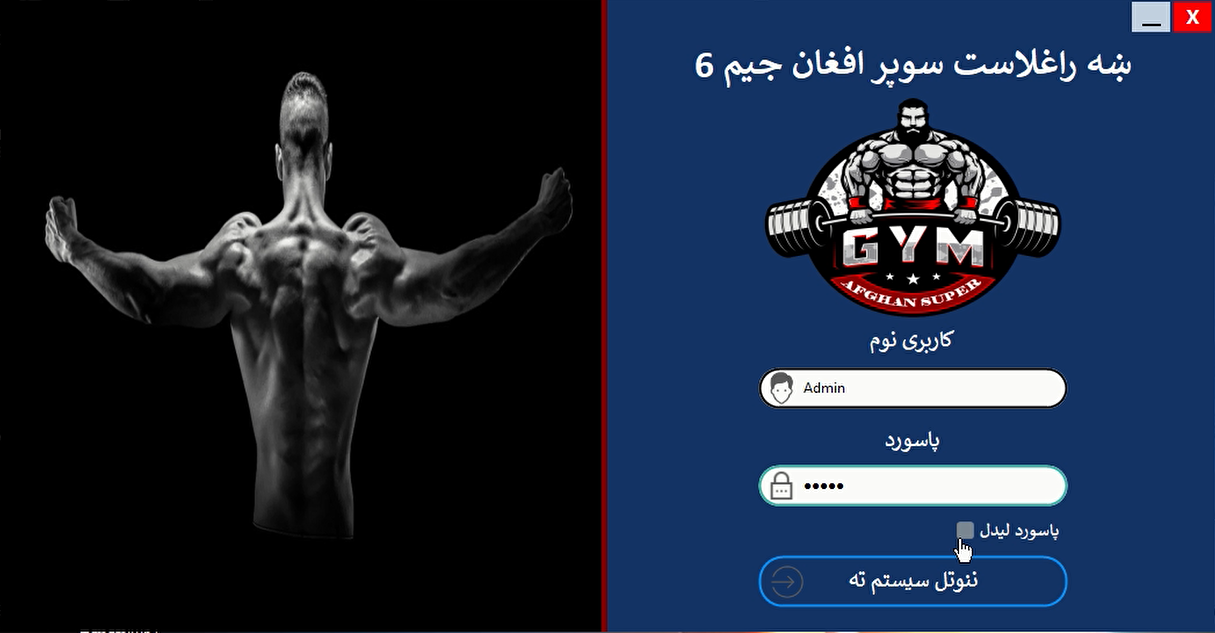 X
ښه راغلاست سوپر افغان جیم 6
GYM
AFGHAN SUPER
کاربری نوم
Admin
پاسورد
•••••
پاسورد لیدل
ننوتل سیستم ته